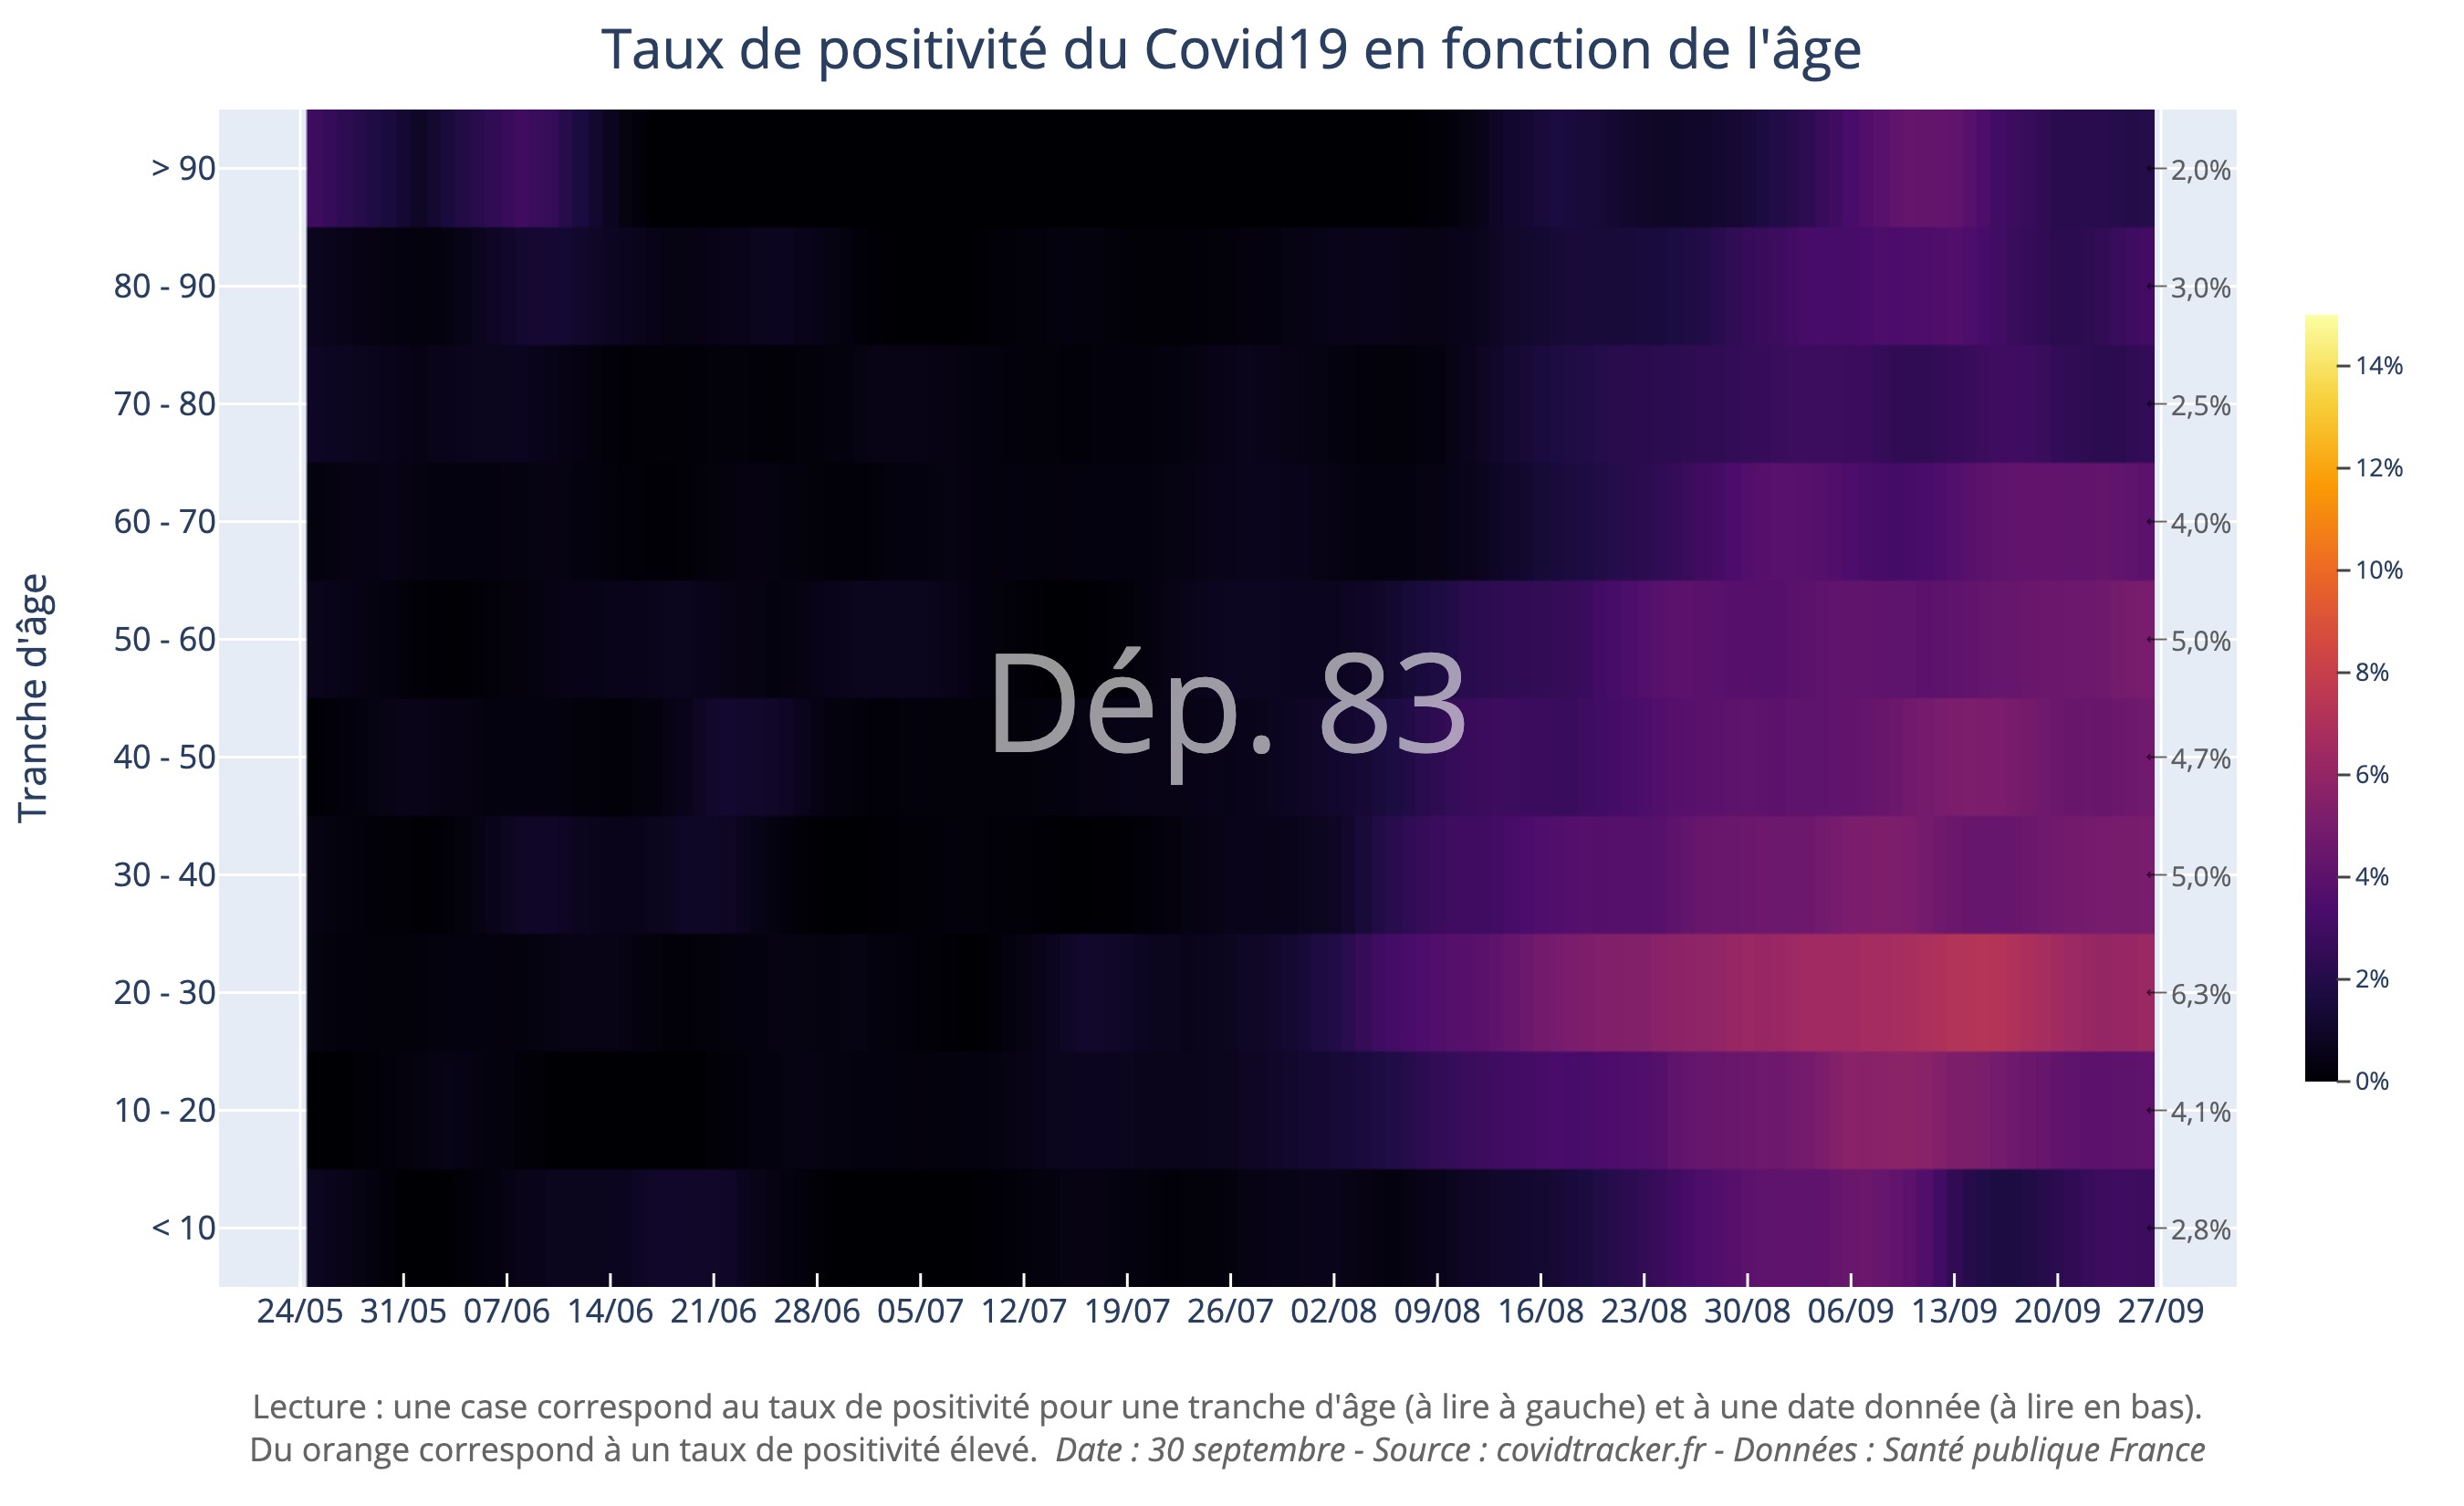 Taux de positivité du Covid19 en fonction de l'âge
Tranche d'âge
> 90
80 - 90
70 - 80
60 - 70
50 - 60
40 - 50
30 - 40
20 - 30
10 - 20
< 10
Dép. 83
2,0%
3,0%
2,5%
4,0%
5,0%
4,7%
5,0%
6,3%
4,1%
2,8%
14%
12%
10%
8%
6%
4%
2%
0%
24/05 31/05 07/06 14/06 21/06 28/06 05/07 12/07 19/07 26/07 02/08 09/08 16/08 23/08 30/08 06/09 13/09 20/09 27/09
Lecture : une case correspond au taux de positivité pour une tranche d'âge (à lire à gauche) et à une date donnée (à lire en bas).
Du orange correspond à un taux de positivité élevé. Date : 30 septembre - Source : covidtracker.fr - Données : Santé publique France